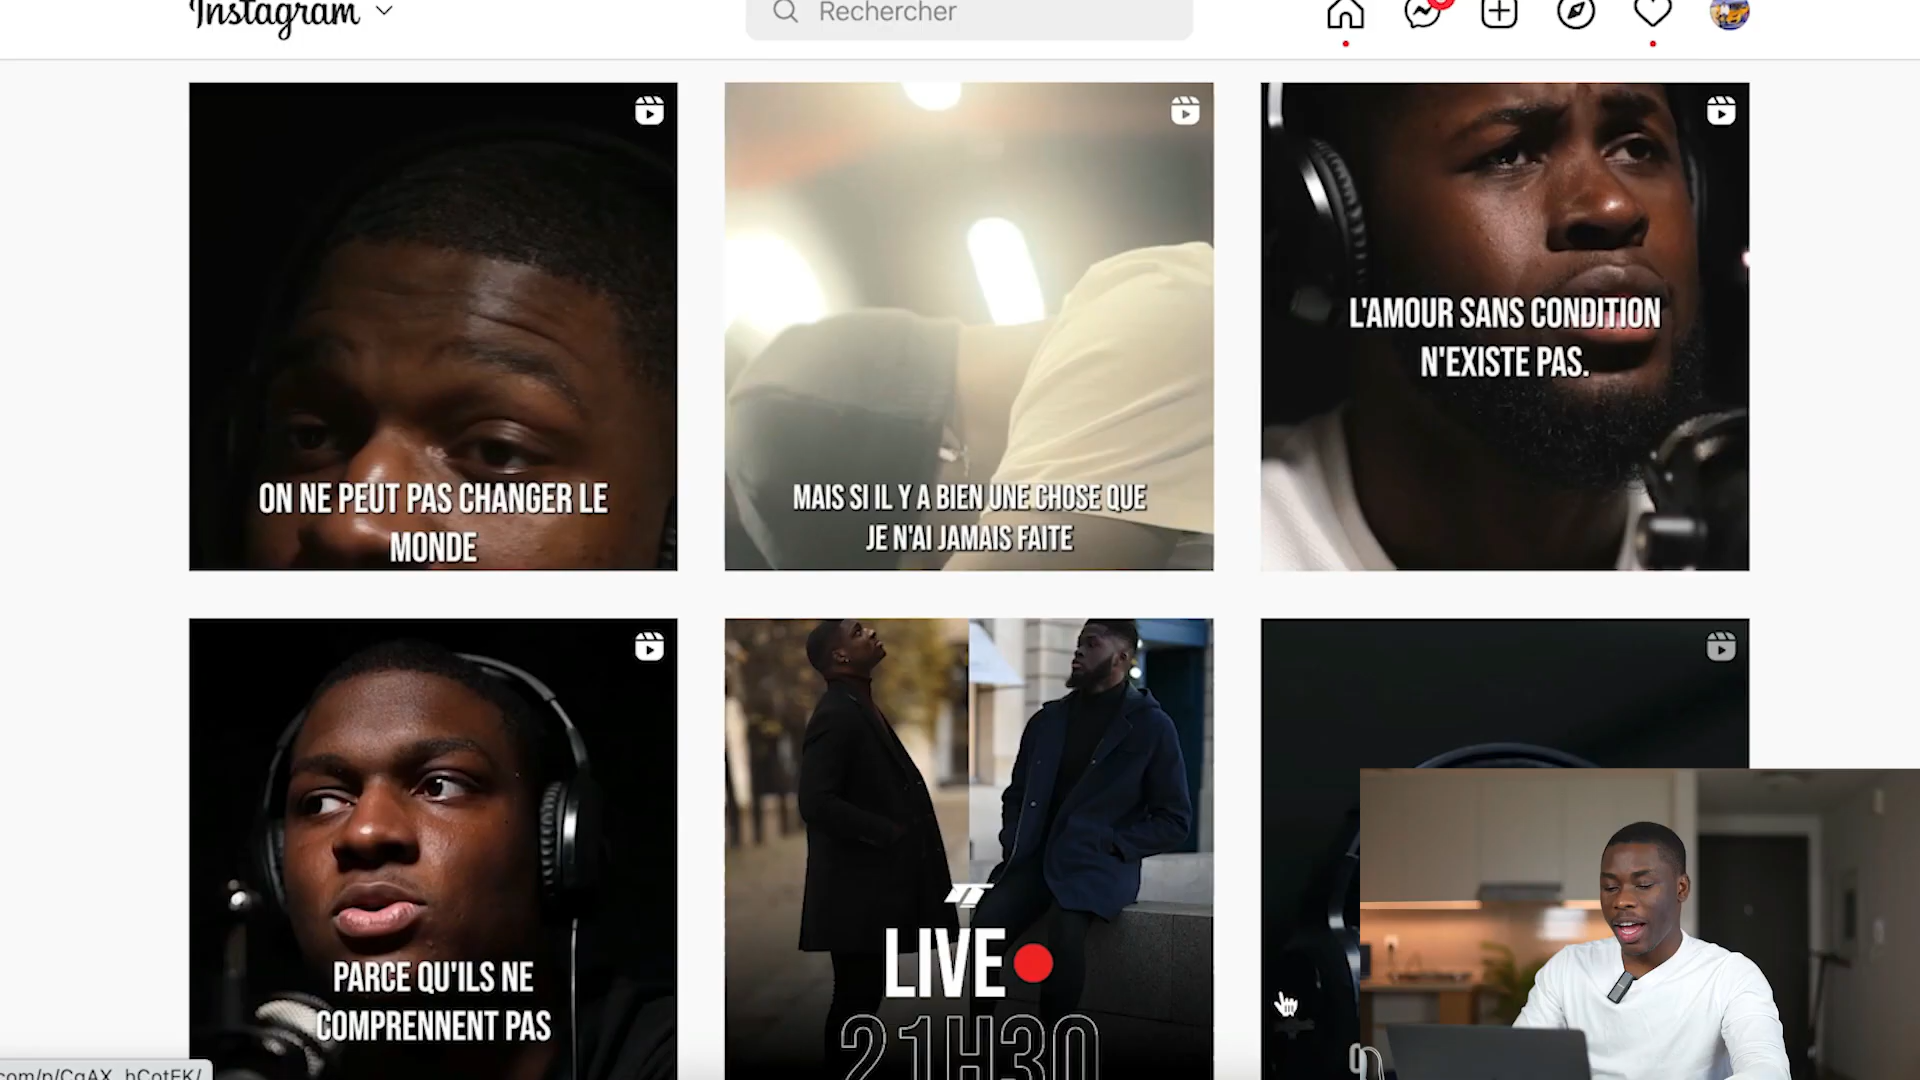 Instagram
Rechercher
ON NE PEUT PAS CHANGER LE
MONDE
MAIS SI IL Y A BIEN UNE CHOSE QUE
JE N'AI JAMAIS FAITE
L'AMOUR SANS CONDITION
N'EXISTE PAS.
PARCE QU'ILS NE
COMPRENNENT PAS
LIVE
21H30